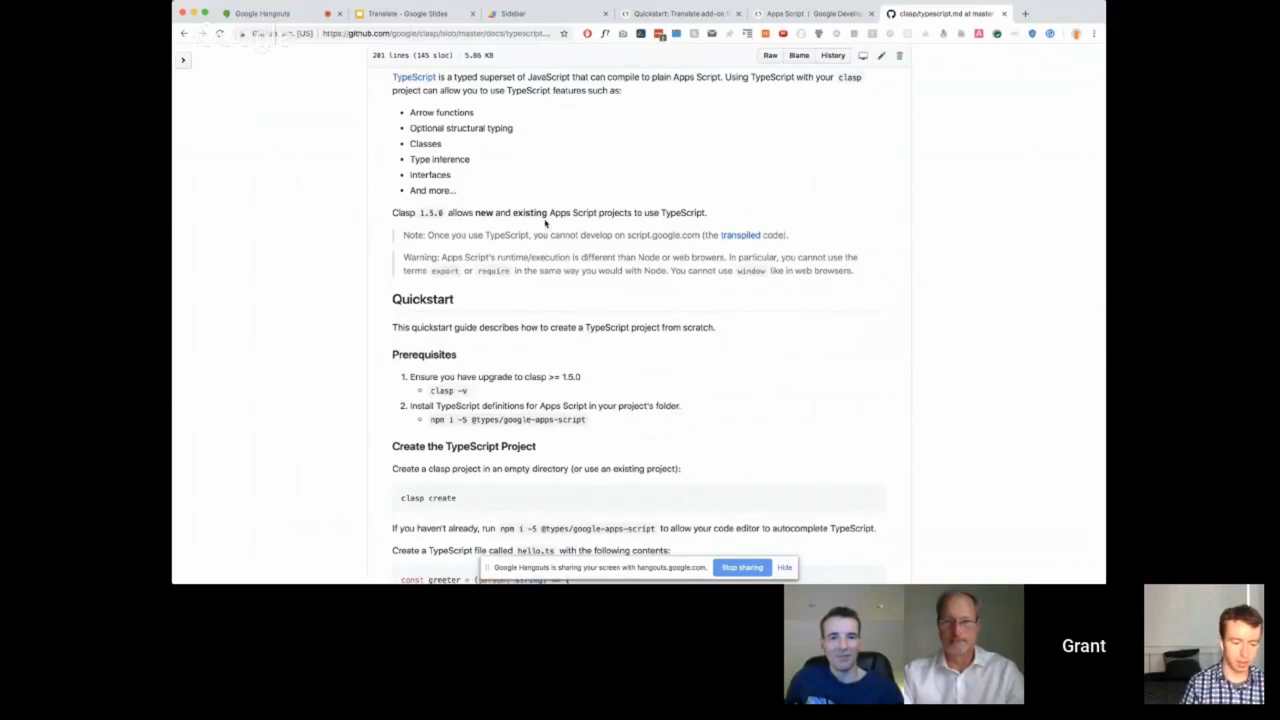 Google Hangouts
Translate - Google Slides
Sidebar
Quickstart: Translate add-on f
Apps Script | Google Develop
clasp/typescript.md at master
[US] https://github.com/google/clasp/blob/master/docs/typescript....
201 lines (145 sloc) 5.86 KB
Raw Blame History
TypeScript is a typed superset of JavaScript that can compile to plain Apps Script. Using TypeScript with your clasp
project can allow you to use TypeScript features such as:
• Arrow functions
• Optional structural typing
• Classes
• Type inference
• Interfaces
• And more...
Clasp 1.5.0 allows new and existing Apps Script projects to use TypeScript.
Note: Once you use TypeScript, you cannot develop on script.google.com (the transpiled code).
Warning: Apps Script's runtime/execution is different than Node or web browers. In particular, you cannot use the
terms export or require in the same way you would with Node. You cannot use window like in web browsers.
Quickstart
This quickstart guide describes how to create a TypeScript project from scratch.
Prerequisites
1. Ensure you have upgrade to clasp >= 1.5.0
clasp -v
2. Install TypeScript definitions for Apps Script in your project's folder.
npm i -S @types/google-apps-script
Create the TypeScript Project
Create a clasp project in an empty directory (or use an existing project):
clasp create
If you haven't already, run npm i -S @types/google-apps-script to allow your code editor to autocomplete TypeScript.
Create a TypeScript file called hello.ts with the following contents:
Google Hangouts is sharing your screen with hangouts.google.com. Stop sharing Hide
const greeter = (person: string) => {
Grant